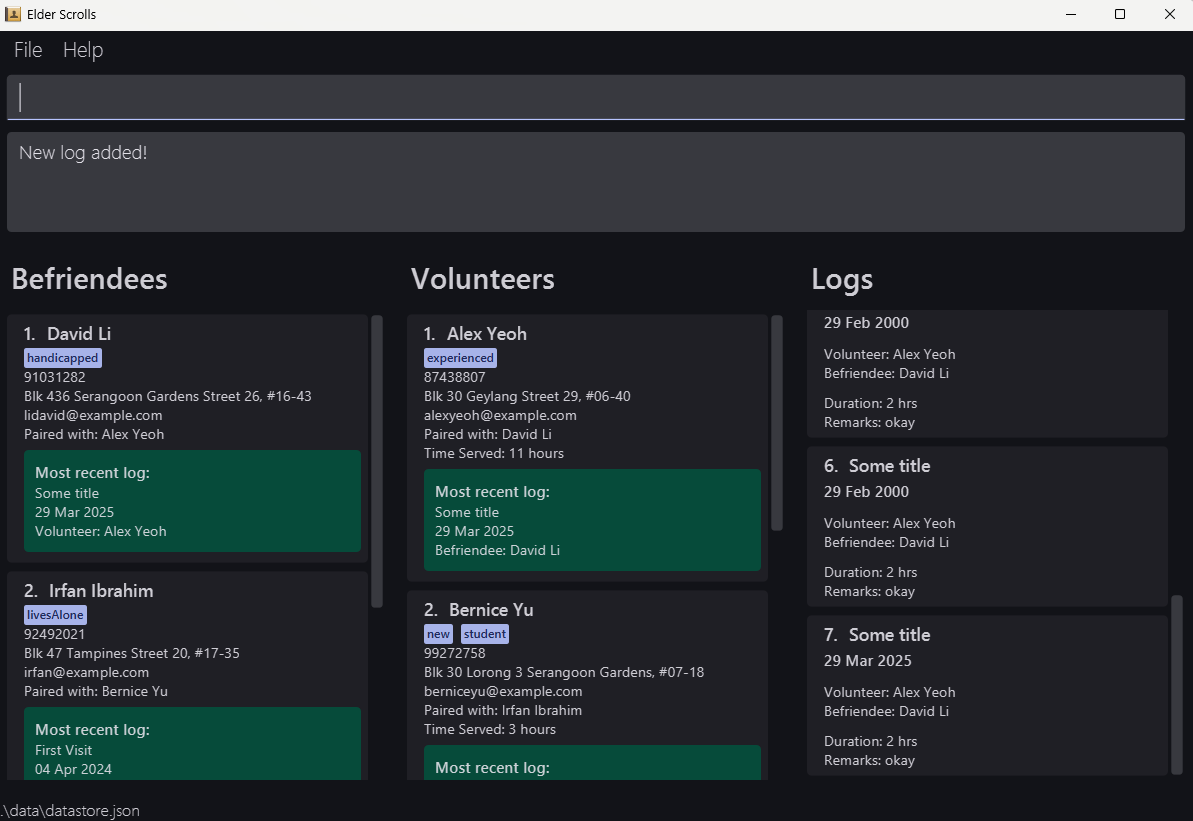 Elder Scrolls
File Help
New log added!
Befriendees
1. David Li
handicapped
91031282
Blk 436 Serangoon Gardens Street 26, #16-43
lidavid@example.com
Paired with: Alex Yeoh
Most recent log:
Some title
29 Mar 2025
Volunteer: Alex Yeoh
2. Irfan Ibrahim
livesAlone
92492021
Blk 47 Tampines Street 20, #17-35
irfan@example.com
Paired with: Bernice Yu
Most recent log:
First Visit
04 Apr 2024
Volunteers
1. Alex Yeoh
experienced
87438807
Blk 30 Geylang Street 29, #06-40
alexyeoh@example.com
Paired with: David Li
Time Served: 11 hours
Most recent log:
Some title
29 Mar 2025
Befriendee: David Li
2. Bernice Yu
new student
99272758
Blk 30 Lorong 3 Serangoon Gardens, #07-18
berniceyu@example.com
Paired with: Irfan Ibrahim
Time Served: 3 hours
Most recent log:
Logs
29 Feb 2000
Volunteer: Alex Yeoh
Befriendee: David Li
Duration: 2 hrs
Remarks: okay
6. Some title
29 Feb 2000
Volunteer: Alex Yeoh
Befriendee: David Li
Duration: 2 hrs
Remarks: okay
7. Some title
29 Mar 2025
Volunteer: Alex Yeoh
Befriendee: David Li
Duration: 2 hrs
Remarks: okay
.\data\datastore.json